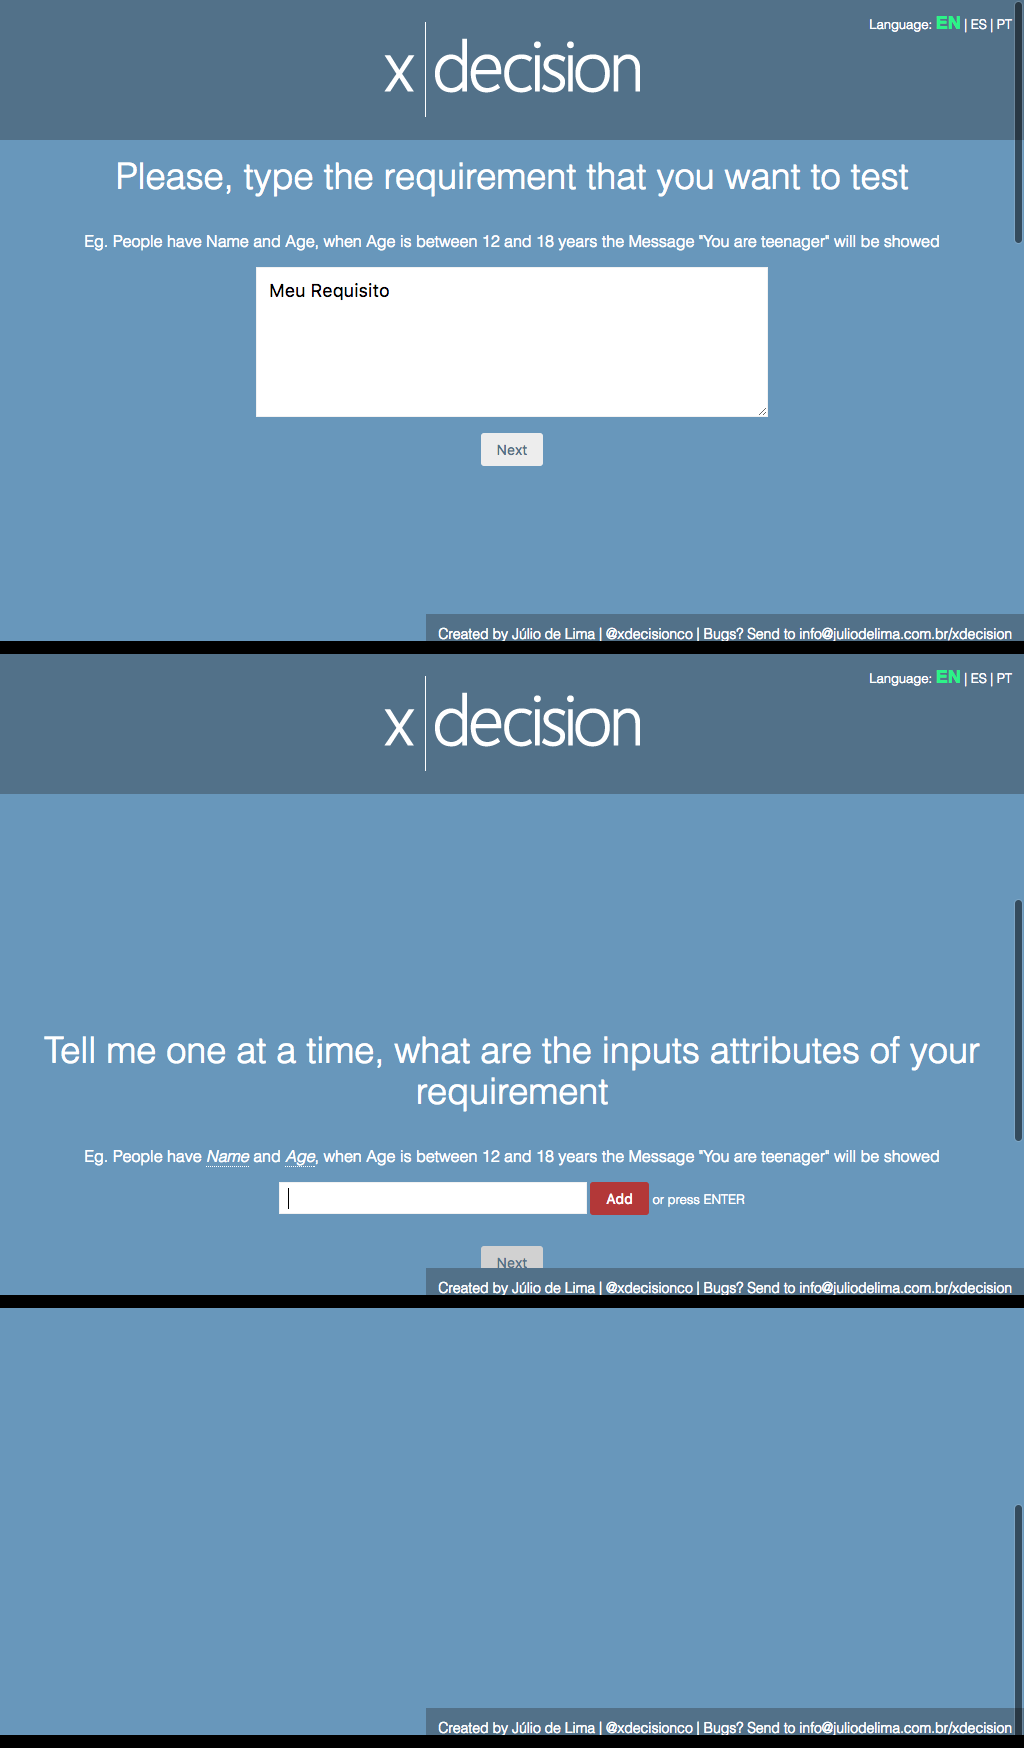 Language: EN | ES | PT
x decision
Please, type the requirement that you want to test
Eg. People have Name and Age, when Age is between 12 and 18 years the Message "You are teenager" will be showed
Meu Requisito
Next
Created by Júlio de Lima | @xdecisionco | Bugs? Send to info@juliodelima.com.br/xdecision
Language: EN | ES | PT
x decision
Tell me one at a time, what are the inputs attributes of your
requirement
Eg. People have Name and Age, when Age is between 12 and 18 years the Message "You are teenager" will be showed
Add or press ENTER
Next
Created by Júlio de Lima | @xdecisionco | Bugs? Send to info@juliodelima.com.br/xdecision
Created by Júlio de Lima | @xdecisionco | Bugs? Send to info@juliodelima.com.br/xdecision